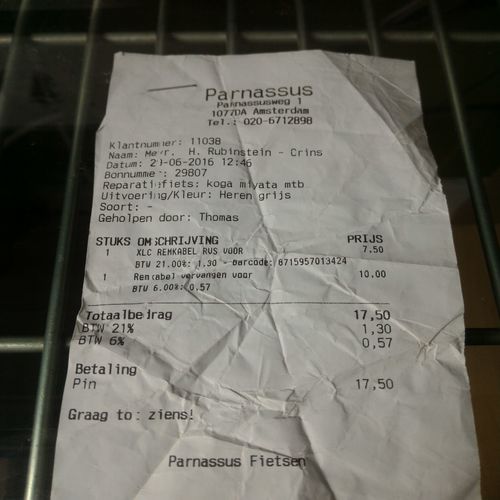 Parnassus
Parnassusweg 1
1077DA Amsterdam
Tel.: 020-6712898
Klantnummer: 11038
Naam: H. Rubinstein - Crins
Datum: 06-2016 12:46
Bonnummer: 29807
Reparatiefiets: koga miyata mtb
Uitvoering/Kleur: Heren grijs
Soort: -
Geholpen door: Thomas
STUKS OMSCHRIJVING PRIJS
1 XLC REMKABEL RVS VOOR 7.50
BTW 21.00%: 1,30 - Barcode: 8715957013424
1 Remkabel vervangen voor 10.00
BTW 6.00%: 0,57
Totaalbedrag 17,50
BTW 21% 1,30
BTW 6% 0,57
Betaling
Pin 17,50
Graag tot ziens!
Parnassus Fietsen